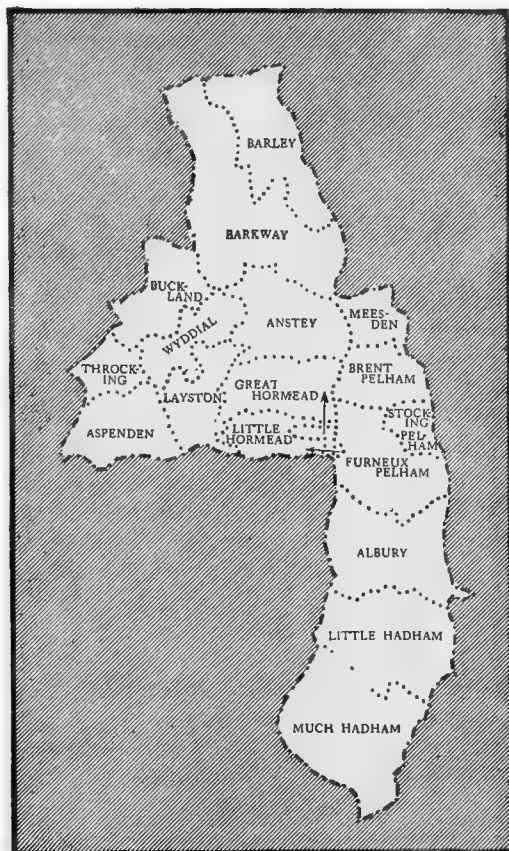 BARLEY
BARKWAY
BUCK-
LAND
WYDDIAL
ANSTEY
MEES-
DEN
THROCK-
ING
LAYSTON
GREAT
HORMEAD
BRENT
PELHAM
ASPENDEN
LITTLE
HORMEAD
STOCK-
ING
PEL-
HAM
FURNEUX
PELHAM
ALBURY
LITTLE HADHAM
MUCH HADHAM